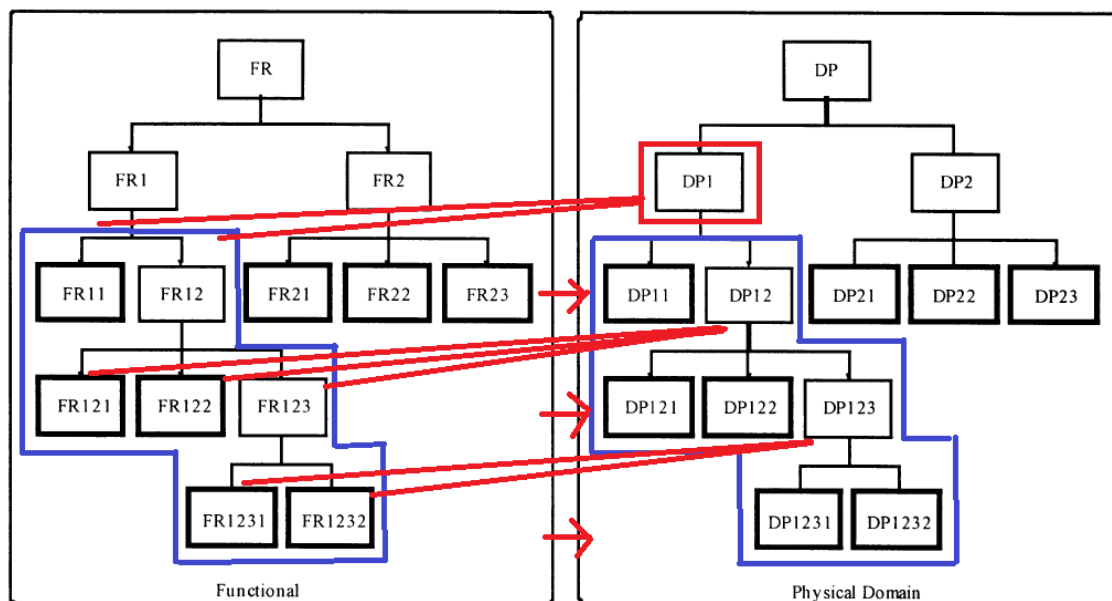 FR
DP
FR1
FR2
DP1
DP2
FR11
FR12
FR21
FR22
FR23
DP11
DP12
DP21
DP22
DP23
FR121
FR122
FR123
DP121
DP122
DP123
FR1231
FR1232
DP1231
DP1232
Functional
Physical Domain